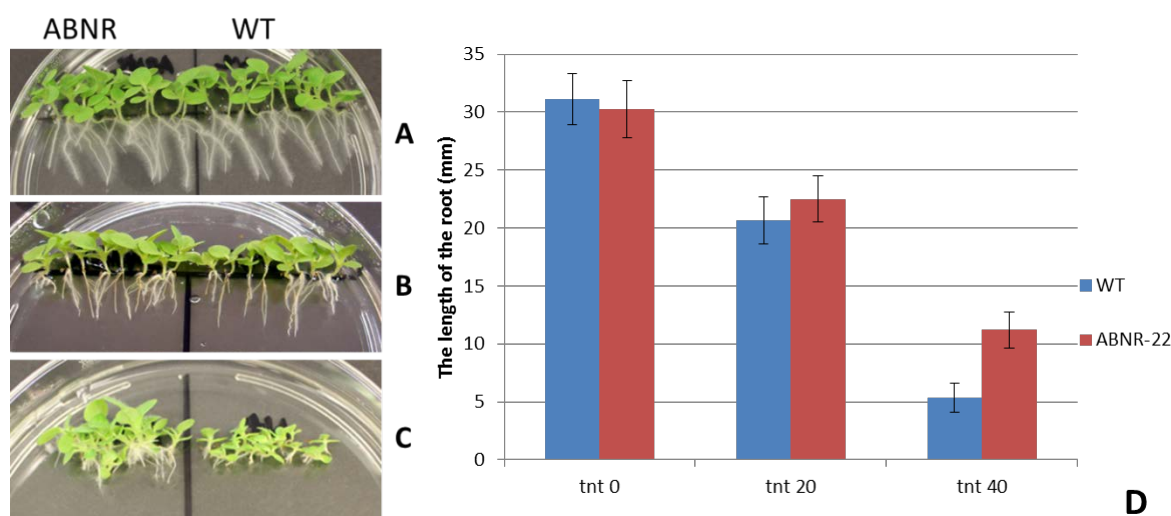 ABNR WT
A
B
C
The length of the root (mm)
35
30
25
20
15
10
5
0
tnt 0 tnt 20 tnt 40
WT
ABNR-22
D